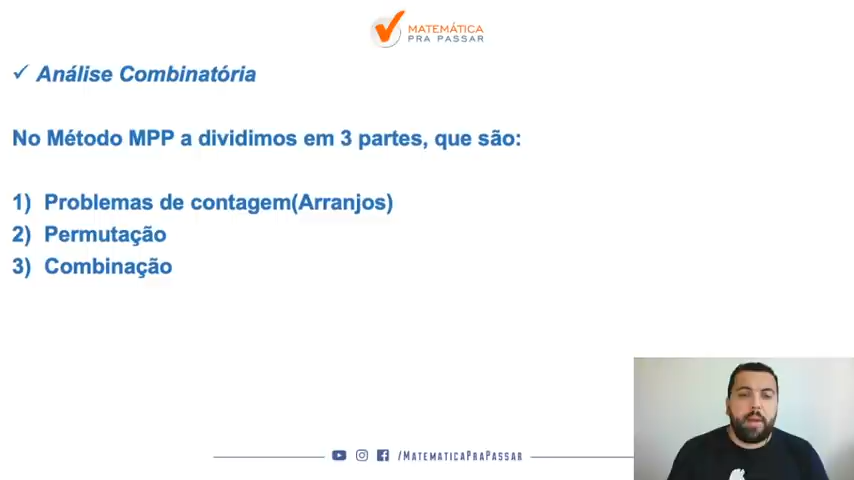 MATEMÁTICA
PRA PASSAR
✓ Análise Combinatória
No Método MPP a dividimos em 3 partes, que são:
1) Problemas de contagem(Arranjos)
2) Permutação
3) Combinação
/MATEMATICAPRAPASSAR